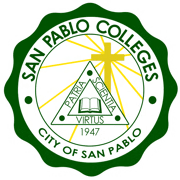 SAN PABLO COLLEGES
PATRIA
SCIENTIA
VIRTUS
1947
CITY OF SAN PABLO